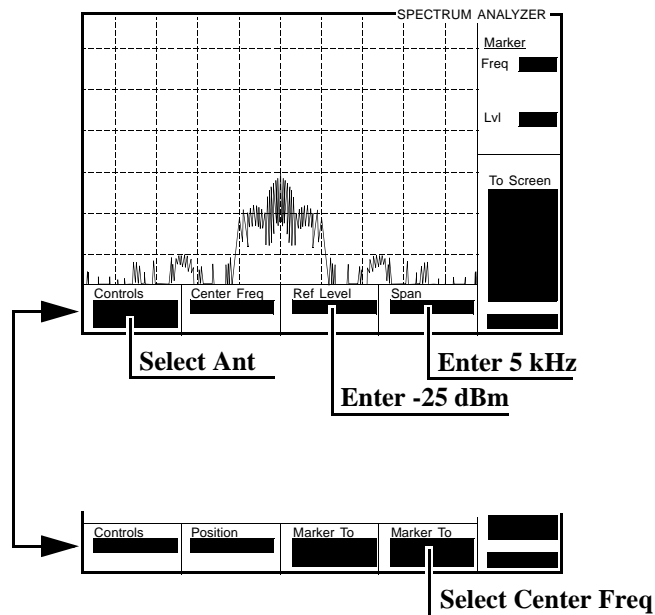 SPECTRUM ANALYZER
Marker
Freq
Lvl
To Screen
Controls Center Freq Ref Level Span
Select Ant
Enter 5 kHz
Enter -25 dBm
Controls Position Marker To Marker To
Select Center Freq